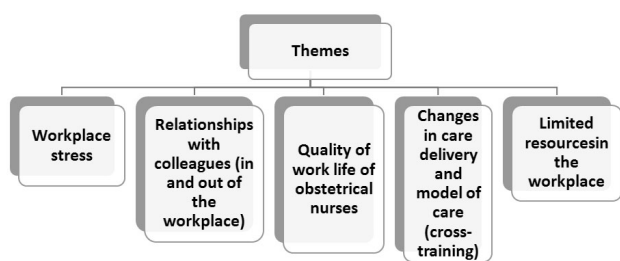 Themes
Workplace
stress
Relationships
with
colleagues (in
and out of
the
workplace)
Quality of
work life of
obstetrical
nurses
Changes
in care
delivery
and
model of
care
(cross-
training)
Limited
resourcesin
the
workplace